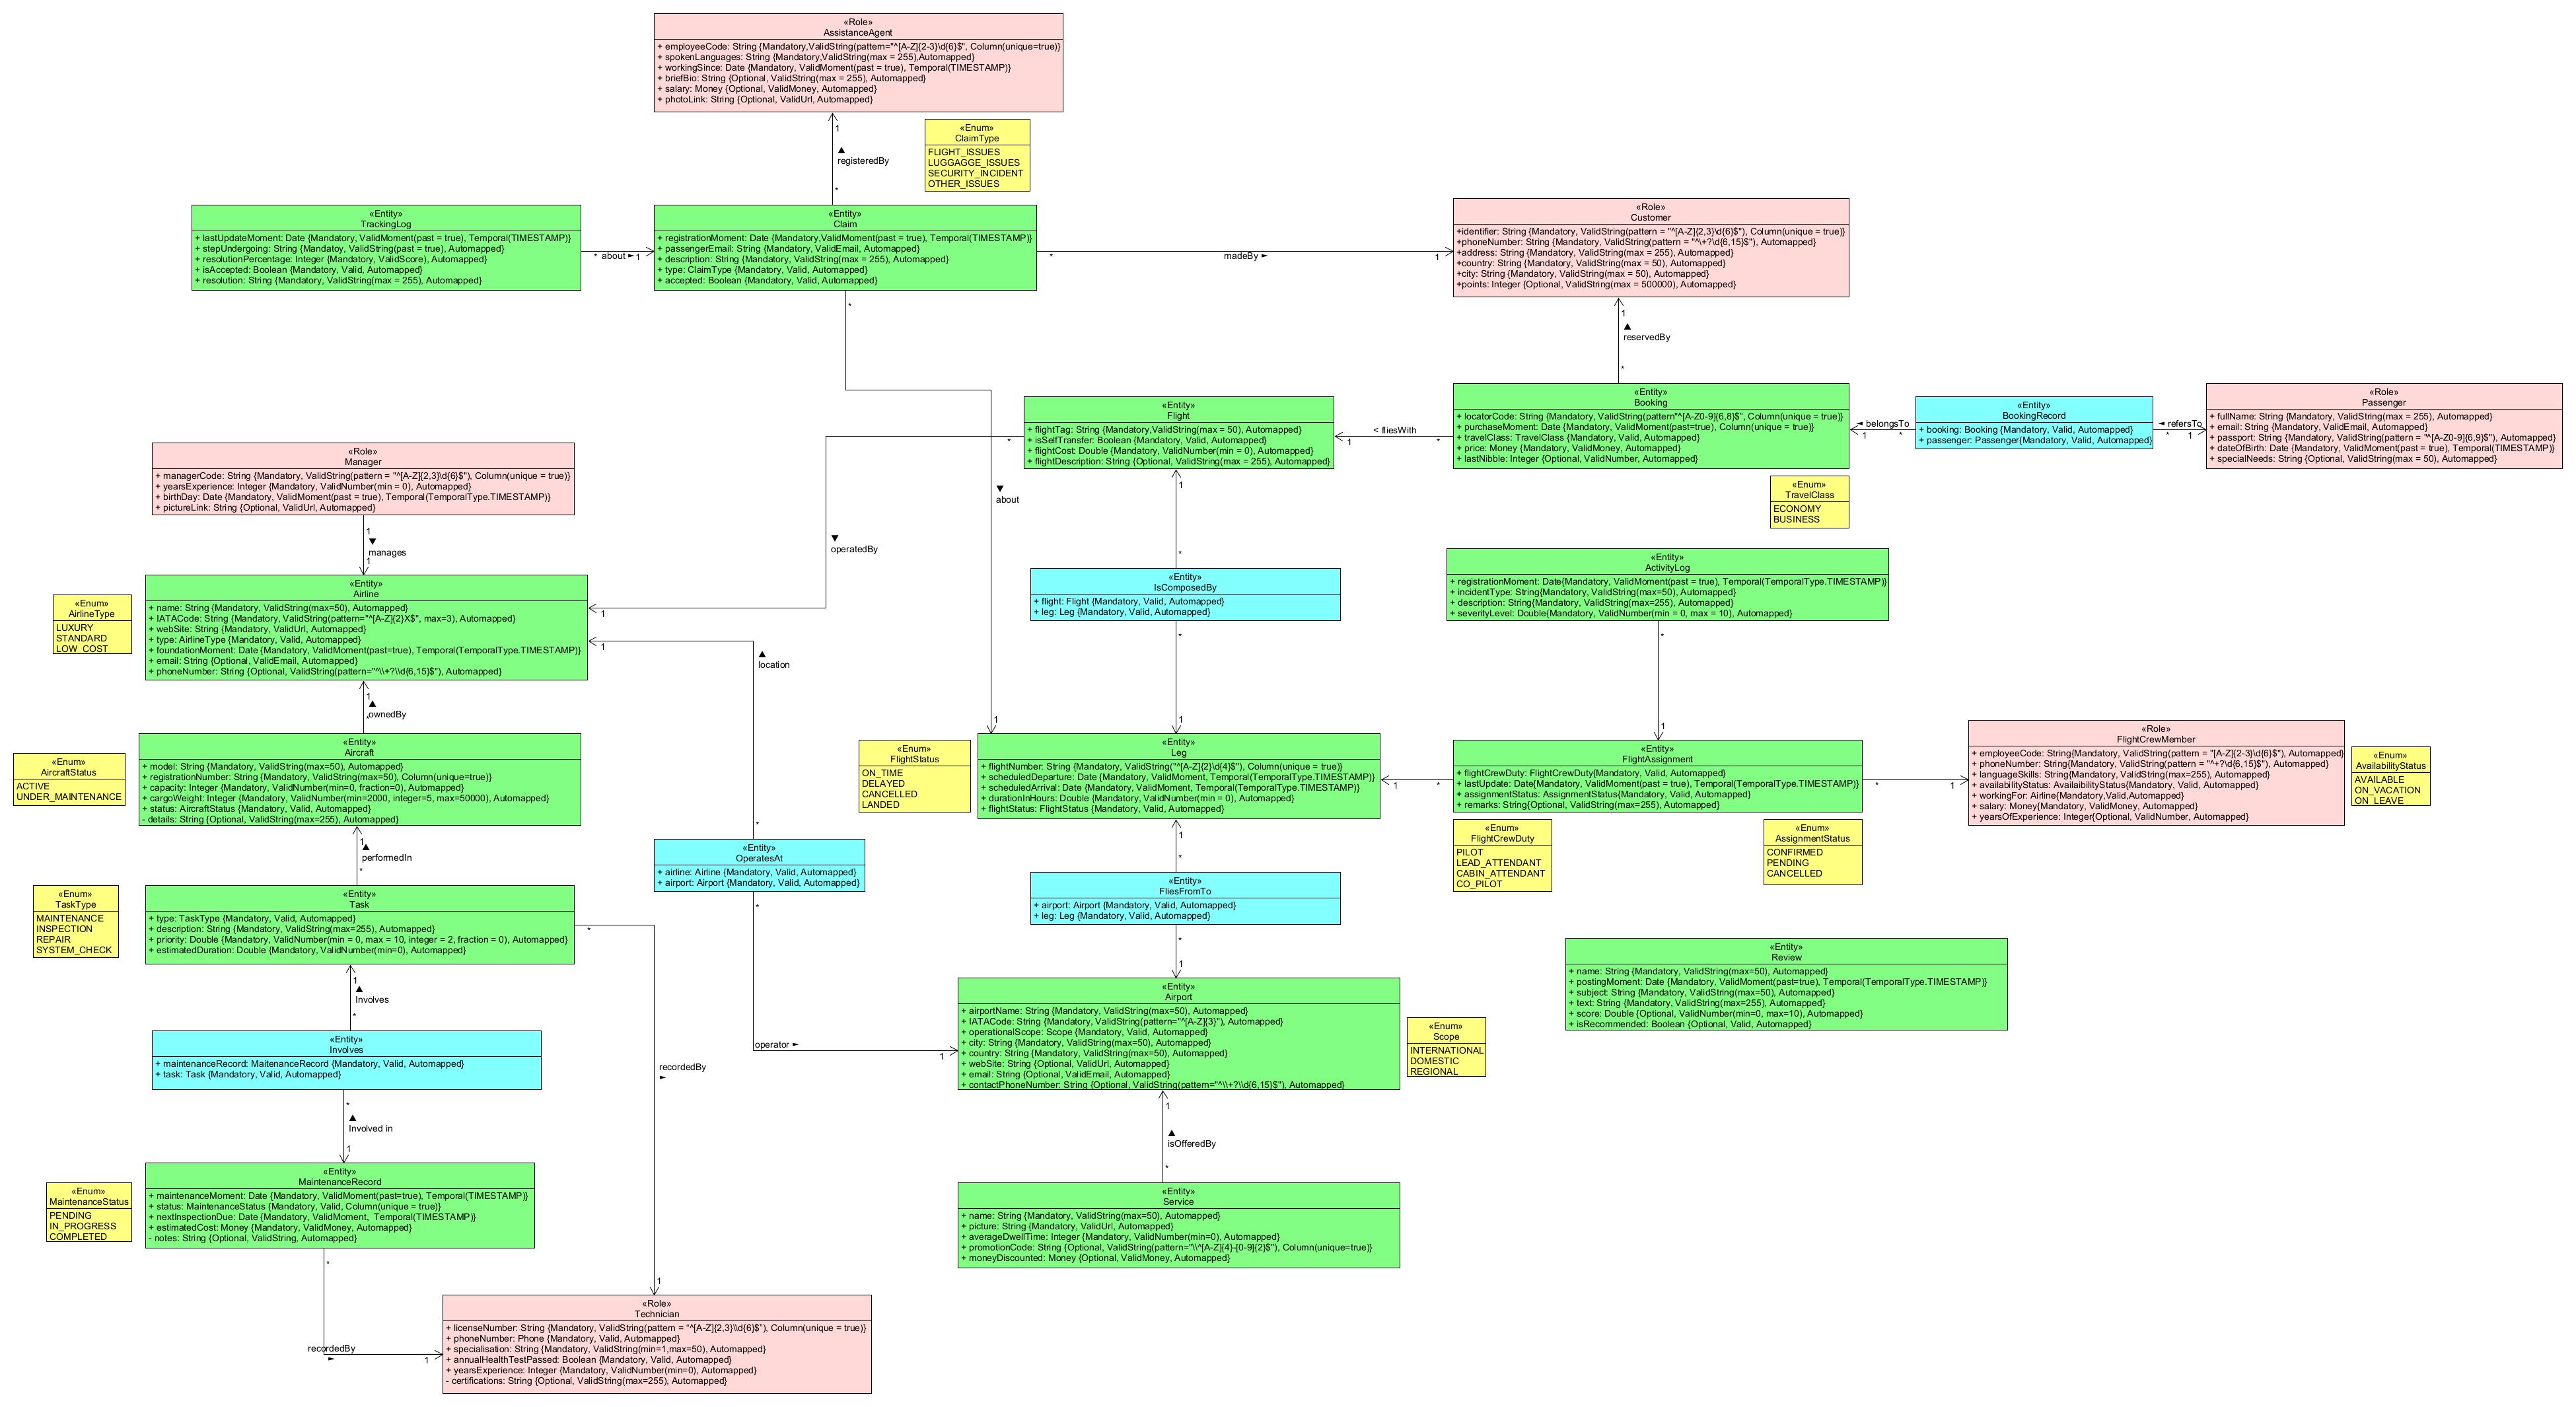 «Role»
AssistanceAgent
+ employeeCode: String {Mandatory,ValidString(pattern="^[A-Z]{2-3}\d{6}$", Column(unique=true)}
+ spokenLanguages: String {Mandatory,ValidString(max = 255),Automapped}
+ workingSince: Date {Mandatory, ValidMoment(past = true), Temporal(TIMESTAMP)}
+ briefBio: String {Optional, ValidString(max = 255), Automapped}
+ salary: Money {Optional, ValidMoney, Automapped}
+ photoLink: String {Optional, ValidUrl, Automapped}
1
▲
registeredBy
*
«Enum»
ClaimType
FLIGHT_ISSUES
LUGGAGGE_ISSUES
SECURITY_INCIDENT
OTHER_ISSUES
«Entity»
TrackingLog
+ lastUpdateMoment: Date {Mandatory, ValidMoment(past = true), Temporal(TIMESTAMP)}
+ stepUndergoing: String {Mandatoy, ValidString(past = true), Automapped}
+ resolutionPercentage: Integer {Mandatory, ValidScore), Automapped}
+ isAccepted: Boolean {Mandatory, Valid, Automapped}
+ resolution: String {Mandatory, ValidString(max = 255), Automapped}
* about ► 1
«Entity»
Claim
+ registrationMoment: Date {Mandatory,ValidMoment(past = true), Temporal(TIMESTAMP)}
+ passengerEmail: String {Mandatory, ValidEmail, Automapped}
+ description: String {Mandatory, ValidString(max = 255), Automapped}
+ type: ClaimType {Mandatory, Valid, Automapped}
+ accepted: Boolean {Mandatory, Valid, Automapped}
* madeBy ► 1
«Role»
Customer
+identifier: String {Mandatory, ValidString(pattern = "^[A-Z]{2,3}\d{6}$"), Column(unique = true)}
+phoneNumber: String {Mandatory, ValidString(pattern = "^\+?\d{6,15}$"), Automapped}
+address: String {Mandatory, ValidString(max = 255), Automapped}
+country: String {Mandatory, ValidString(max = 50), Automapped}
+city: String {Mandatory, ValidString(max = 50), Automapped}
+points: Integer {Optional, ValidString(max = 500000), Automapped}
1
▲
reservedBy
*
*
▼
about
1
«Entity»
Flight
+ flightTag: String {Mandatory,ValidString(max = 50), Automapped}
+ isSelfTransfer: Boolean {Mandatory, Valid, Automapped}
+ flightCost: Double {Mandatory, ValidNumber(min = 0), Automapped}
+ flightDescription: String {Optional, ValidString(max = 255), Automapped}
1 < fliesWith *
«Entity»
Booking
+ locatorCode: String {Mandatory, ValidString(pattern"^[A-Z0-9]{6,8}$", Column(unique = true)}
+ purchaseMoment: Date {Mandatory, ValidMoment(past=true), Column(unique = true)}
+ travelClass: TravelClass {Mandatory, Valid, Automapped}
+ price: Money {Mandatory, ValidMoney, Automapped}
+ lastNibble: Integer {Optional, ValidNumber, Automapped}
◄ belongsTo
1 *
«Entity»
BookingRecord
+ booking: Booking {Mandatory, Valid, Automapped}
+ passenger: Passenger{Mandatory, Valid, Automapped}
◄ refersTo
* 1
«Role»
Passenger
+ fullName: String {Mandatory, ValidString(max = 255), Automapped}
+ email: String {Mandatory, ValidEmail, Automapped}
+ passport: String {Mandatory, ValidString(pattern = "^[A-Z0-9]{6,9}$"), Automapped}
+ dateOfBirth: Date {Mandatory, ValidMoment(past = true), Temporal(TIMESTAMP)}
+ specialNeeds: String {Optional, ValidString(max = 50), Automapped}
«Enum»
TravelClass
ECONOMY
BUSINESS
«Role»
Manager
+ managerCode: String {Mandatory, ValidString(pattern = "^[A-Z]{2,3}\d{6}$"), Column(unique = true)}
+ yearsExperience: Integer {Mandatory, ValidNumber(min = 0), Automapped}
+ birthDay: Date {Mandatory, ValidMoment(past = true), Temporal(TemporalType.TIMESTAMP)}
+ pictureLink: String {Optional, ValidUrl, Automapped}
1
▼
manages
1
*
▼
operatedBy
1
«Enum»
AirlineType
LUXURY
STANDARD
LOW_COST
«Entity»
Airline
+ name: String {Mandatory, ValidString(max=50), Automapped}
+ IATACode: String {Mandatory, ValidString(pattern="^[A-Z]{2}X$", max=3), Automapped}
+ webSite: String {Mandatory, ValidUrl, Automapped}
+ type: AirlineType {Mandatory, Valid, Automapped}
+ foundationMoment: Date {Mandatory, ValidMoment(past=true), Temporal(TemporalType.TIMESTAMP)}
+ email: String {Optional, ValidEmail, Automapped}
+ phoneNumber: String {Optional, ValidString(pattern="^\\+?\\d{6,15}$"), Automapped}
1
▲
ownedBy
*
1
▲
location
*
1
*
«Entity»
IsComposedBy
+ flight: Flight {Mandatory, Valid, Automapped}
+ leg: Leg {Mandatory, Valid, Automapped}
*
1
«Entity»
ActivityLog
+ registrationMoment: Date{Mandatory, ValidMoment(past = true), Temporal(TemporalType.TIMESTAMP)}
+ incidentType: String{Mandatory, ValidString(max=50), Automapped}
+ description: String{Mandatory, ValidString(max=255), Automapped}
+ severityLevel: Double{Mandatory, ValidNumber(min = 0, max = 10), Automapped}
*
1
«Enum»
AircraftStatus
ACTIVE
UNDER_MAINTENANCE
«Entity»
Aircraft
+ model: String {Mandatory, ValidString(max=50), Automapped}
+ registrationNumber: String {Mandatory, ValidString(max=50), Column(unique=true)}
+ capacity: Integer {Mandatory, ValidNumber(min=0, fraction=0), Automapped}
+ cargoWeight: Integer {Mandatory, ValidNumber(min=2000, integer=5, max=50000), Automapped}
+ status: AircraftStatus {Mandatory, Valid, Automapped}
- details: String {Optional, ValidString(max=255), Automapped}
1
▲
performedIn
*
«Enum»
FlightStatus
ON_TIME
DELAYED
CANCELLED
LANDED
«Entity»
Leg
+ flightNumber: String {Mandatory, ValidString("^[A-Z]{2}\d{4}$"), Column(unique = true)}
+ scheduledDeparture: Date {Mandatory, ValidMoment, Temporal(TemporalType.TIMESTAMP)}
+ scheduledArrival: Date {Mandatory, ValidMoment, Temporal(TemporalType.TIMESTAMP)}
+ durationInHours: Double {Mandatory, ValidNumber(min = 0), Automapped}
+ flightStatus: FlightStatus {Mandatory, Valid, Automapped}
1 *
«Entity»
FlightAssignment
+ flightCrewDuty: FlightCrewDuty{Mandatory, Valid, Automapped}
+ lastUpdate: Date{Mandatory, ValidMoment(past = true), Temporal(TemporalType.TIMESTAMP)}
+ assignmentStatus: AssignmentStatus{Mandatory, Valid, Automapped}
+ remarks: String{Optional, ValidString(max=255), Automapped}
* 1
«Role»
FlightCrewMember
+ employeeCode: String{Mandatory, ValidString(pattern = "[A-Z]{2-3}\d{6}$"), Automapped}
+ phoneNumber: String{Mandatory, ValidString(pattern = "^+?\d{6,15}$"), Automapped}
+ languageSkills: String{Mandatory, ValidString(max=255), Automapped}
+ availabilityStatus: AvailaibilityStatus{Mandatory, Valid, Automapped}
+ workingFor: Airline{Mandatory,Valid,Automapped}
+ salary: Money{Mandatory, ValidMoney, Automapped}
+ yearsOfExperience: Integer{Optional, ValidNumber, Automapped}
«Enum»
AvailabilityStatus
AVAILABLE
ON_VACATION
ON_LEAVE
«Enum»
FlightCrewDuty
PILOT
LEAD_ATTENDANT
CABIN_ATTENDANT
CO_PILOT
«Enum»
AssignmentStatus
CONFIRMED
PENDING
CANCELLED
«Entity»
OperatesAt
+ airline: Airline {Mandatory, Valid, Automapped}
+ airport: Airport {Mandatory, Valid, Automapped}
*
operator ► 1
1
*
«Entity»
FliesFromTo
+ airport: Airport {Mandatory, Valid, Automapped}
+ leg: Leg {Mandatory, Valid, Automapped}
*
1
«Enum»
TaskType
MAINTENANCE
INSPECTION
REPAIR
SYSTEM_CHECK
«Entity»
Task
+ type: TaskType {Mandatory, Valid, Automapped}
+ description: String {Mandatory, ValidString(max=255), Automapped}
+ priority: Double {Mandatory, ValidNumber(min = 0, max = 10, integer = 2, fraction = 0), Automapped}
+ estimatedDuration: Double {Mandatory, ValidNumber(min=0), Automapped}
*
recordedBy
►
1
1
▲
Involves
*
«Entity»
Review
+ name: String {Mandatory, ValidString(max=50), Automapped}
+ postingMoment: Date {Mandatory, ValidMoment(past=true), Temporal(TemporalType.TIMESTAMP)}
+ subject: String {Mandatory, ValidString(max=50), Automapped}
+ text: String {Mandatory, ValidString(max=255), Automapped}
+ score: Double {Optional, ValidNumber(min=0, max=10), Automapped}
+ isRecommended: Boolean {Optional, Valid, Automapped}
«Entity»
Airport
+ airportName: String {Mandatory, ValidString(max=50), Automapped}
+ IATACode: String {Mandatory, ValidString(pattern="^[A-Z]{3}"), Automapped}
+ operationalScope: Scope {Mandatory, Valid, Automapped}
+ city: String {Mandatory, ValidString(max=50), Automapped}
+ country: String {Mandatory, ValidString(max=50), Automapped}
+ webSite: String {Optional, ValidUrl, Automapped}
+ email: String {Optional, ValidEmail, Automapped}
+ contactPhoneNumber: String {Optional, ValidString(pattern="^\\+?\\d{6,15}$"), Automapped}
«Enum»
Scope
INTERNATIONAL
DOMESTIC
REGIONAL
1
▲
isOfferedBy
*
«Entity»
Involves
+ maintenanceRecord: MaitenanceRecord {Mandatory, Valid, Automapped}
+ task: Task {Mandatory, Valid, Automapped}
*
▲
Involved in
1
«Enum»
MaintenanceStatus
PENDING
IN_PROGRESS
COMPLETED
«Entity»
MaintenanceRecord
+ maintenanceMoment: Date {Mandatory, ValidMoment(past=true), Temporal(TIMESTAMP)}
+ status: MaintenanceStatus {Mandatory, Valid, Column(unique = true)}
+ nextInspectionDue: Date {Mandatory, ValidMoment, Temporal(TIMESTAMP)}
+ estimatedCost: Money {Mandatory, ValidMoney, Automapped}
- notes: String {Optional, ValidString, Automapped}
*
recordedBy
► 1
«Entity»
Service
+ name: String {Mandatory, ValidString(max=50), Automapped}
+ picture: String {Mandatory, ValidUrl, Automapped}
+ averageDwellTime: Integer {Mandatory, ValidNumber(min=0), Automapped}
+ promotionCode: String {Optional, ValidString(pattern="\\^[A-Z]{4}-[0-9]{2}$"), Column(unique=true)}
+ moneyDiscounted: Money {Optional, ValidMoney, Automapped}
«Role»
Technician
+ licenseNumber: String {Mandatory, ValidString(pattern = "^[A-Z]{2,3}\\d{6}$"), Column(unique = true)}
+ phoneNumber: Phone {Mandatory, Valid, Automapped}
+ specialisation: String {Mandatory, ValidString(min=1,max=50), Automapped}
+ annualHealthTestPassed: Boolean {Mandatory, Valid, Automapped}
+ yearsExperience: Integer {Mandatory, ValidNumber(min=0), Automapped}
- certifications: String {Optional, ValidString(max=255), Automapped}